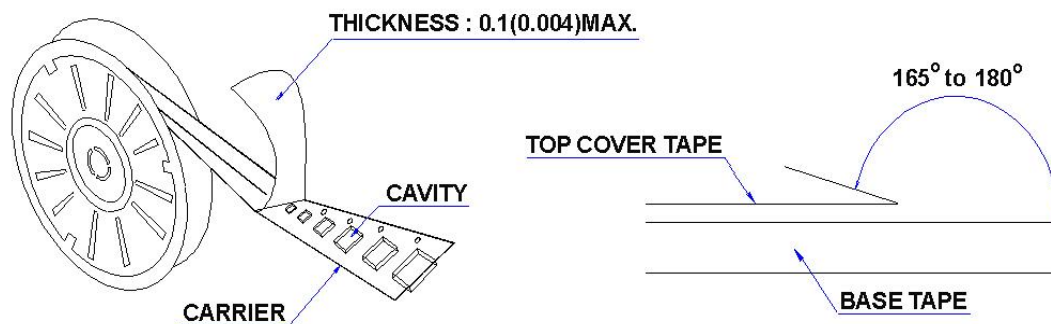 THICKNESS : 0.1(0.004)MAX.
165° to 180°
TOP COVER TAPE
CAVITY
BASE TAPE
CARRIER